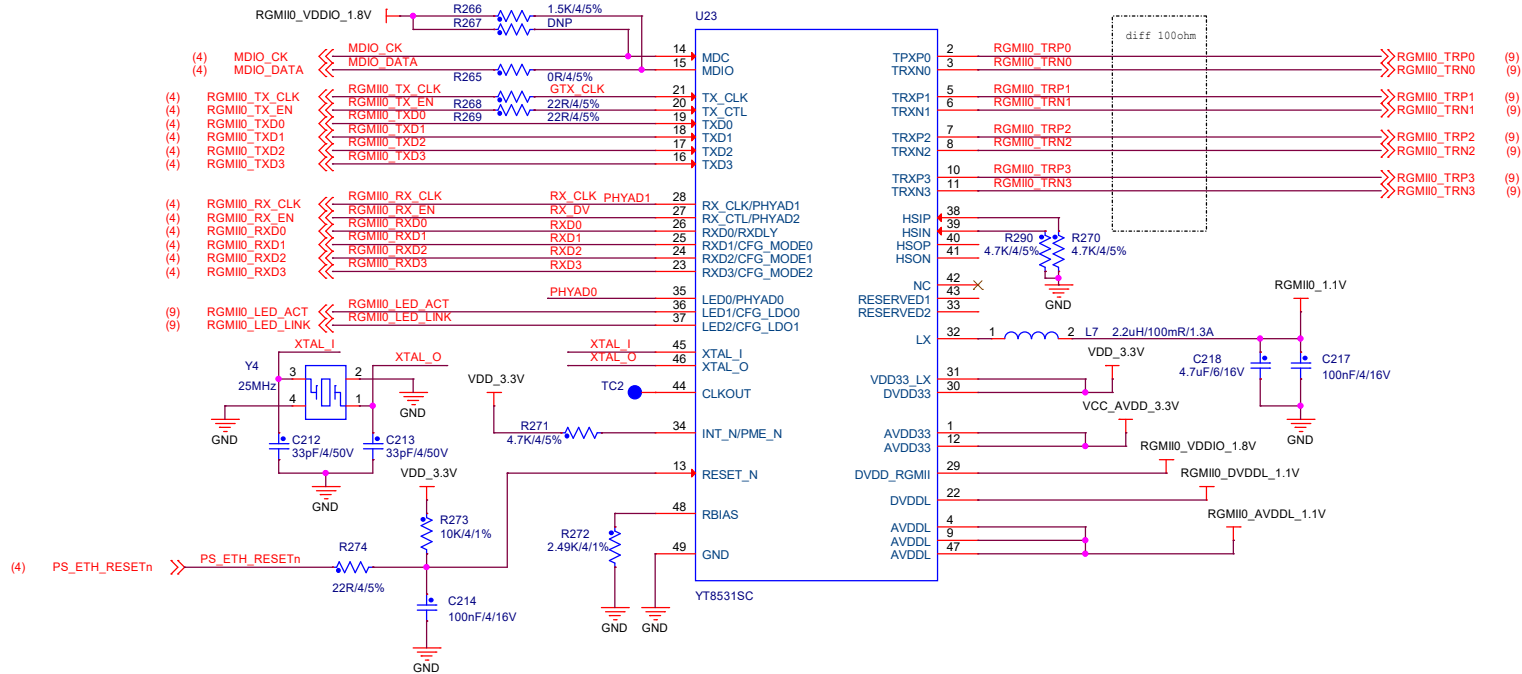 RGMII0_VDDIO_1.8V
R266 1.5K/4/5%
R267 DNP
U23
diff 100ohm
(4) MDIO_CK MDIO_CK 14 MDC
(4) MDIO_DATA MDIO_DATA 15 MDIO
R265 0R/4/5%
(4) RGMII0_TX_CLK RGMII0_TX_CLK GTX_CLK 21 TX_CLK
(4) RGMII0_TX_EN RGMII0_TX_EN R268 22R/4/5% 20 TX_CTL
(4) RGMII0_TXD0 RGMII0_TXD0 R269 22R/4/5% 19 TXD0
(4) RGMII0_TXD1 RGMII0_TXD1 18 TXD1
(4) RGMII0_TXD2 RGMII0_TXD2 17 TXD2
(4) RGMII0_TXD3 RGMII0_TXD3 16 TXD3
(4) RGMII0_RX_CLK RGMII0_RX_CLK RX_CLK PHYAD1 28 RX_CLK/PHYAD1
(4) RGMII0_RX_EN RGMII0_RX_EN RX_DV 27 RX_CTL/PHYAD2
(4) RGMII0_RXD0 RGMII0_RXD0 RXD0 26 RXD0/RXDLY
(4) RGMII0_RXD1 RGMII0_RXD1 RXD1 25 RXD1/CFG_MODE0
(4) RGMII0_RXD2 RGMII0_RXD2 RXD2 24 RXD2/CFG_MODE1
(4) RGMII0_RXD3 RGMII0_RXD3 RXD3 23 RXD3/CFG_MODE2
PHYAD0 35 LED0/PHYAD0
(9) RGMII0_LED_ACT RGMII0_LED_ACT 36 LED1/CFG_LDO0
(9) RGMII0_LED_LINK RGMII0_LED_LINK 37 LED2/CFG_LDO1
XTAL_I 45 XTAL_I
XTAL_O 46 XTAL_O
TC2 44 CLKOUT
VDD_3.3V
R271
4.7K/4/5%
34 INT_N/PME_N
13 RESET_N
48 RBIAS
R272
2.49K/4/1%
49 GND
GND
GND
YT8531SC
XTAL_I
XTAL_O
Y4
25MHz
3 2
4 1
GND
GND
C212
33pF/4/50V
C213
33pF/4/50V
GND
VDD_3.3V
R273
10K/4/1%
(4) PS_ETH_RESETn PS_ETH_RESETn
R274
22R/4/5%
C214
100nF/4/16V
GND
TPXP0 2 RGMII0_TRP0 RGMII0_TRP0 (9)
TRXN0 3 RGMII0_TRN0 RGMII0_TRN0 (9)
TRXP1 5 RGMII0_TRP1 RGMII0_TRP1 (9)
TRXN1 6 RGMII0_TRN1 RGMII0_TRN1 (9)
TRXP2 7 RGMII0_TRP2 RGMII0_TRP2 (9)
TRXN2 8 RGMII0_TRN2 RGMII0_TRN2 (9)
TRXP3 10 RGMII0_TRP3 RGMII0_TRP3 (9)
TRXN3 11 RGMII0_TRN3 RGMII0_TRN3 (9)
HSIP 38
HSIN 39
HSOP 40
HSON 41
R290
4.7K/4/5%
R270
4.7K/4/5%
GND
NC 42
RESERVED1 43
RESERVED2 33
LX 32 1 2 L7 2.2uH/100mR/1.3A
RGMII0_1.1V
C218
4.7uF/6/16V
C217
100nF/4/16V
GND
VDD_3.3V
VDD33_LX 31
DVDD33 30
VCC_AVDD_3.3V
AVDD33 1
AVDD33 12
RGMII0_VDDIO_1.8V
DVDD_RGMII 29
RGMII0_DVDDL_1.1V
DVDDL 22
RGMII0_AVDDL_1.1V
AVDDL 4
AVDDL 9
AVDDL 47